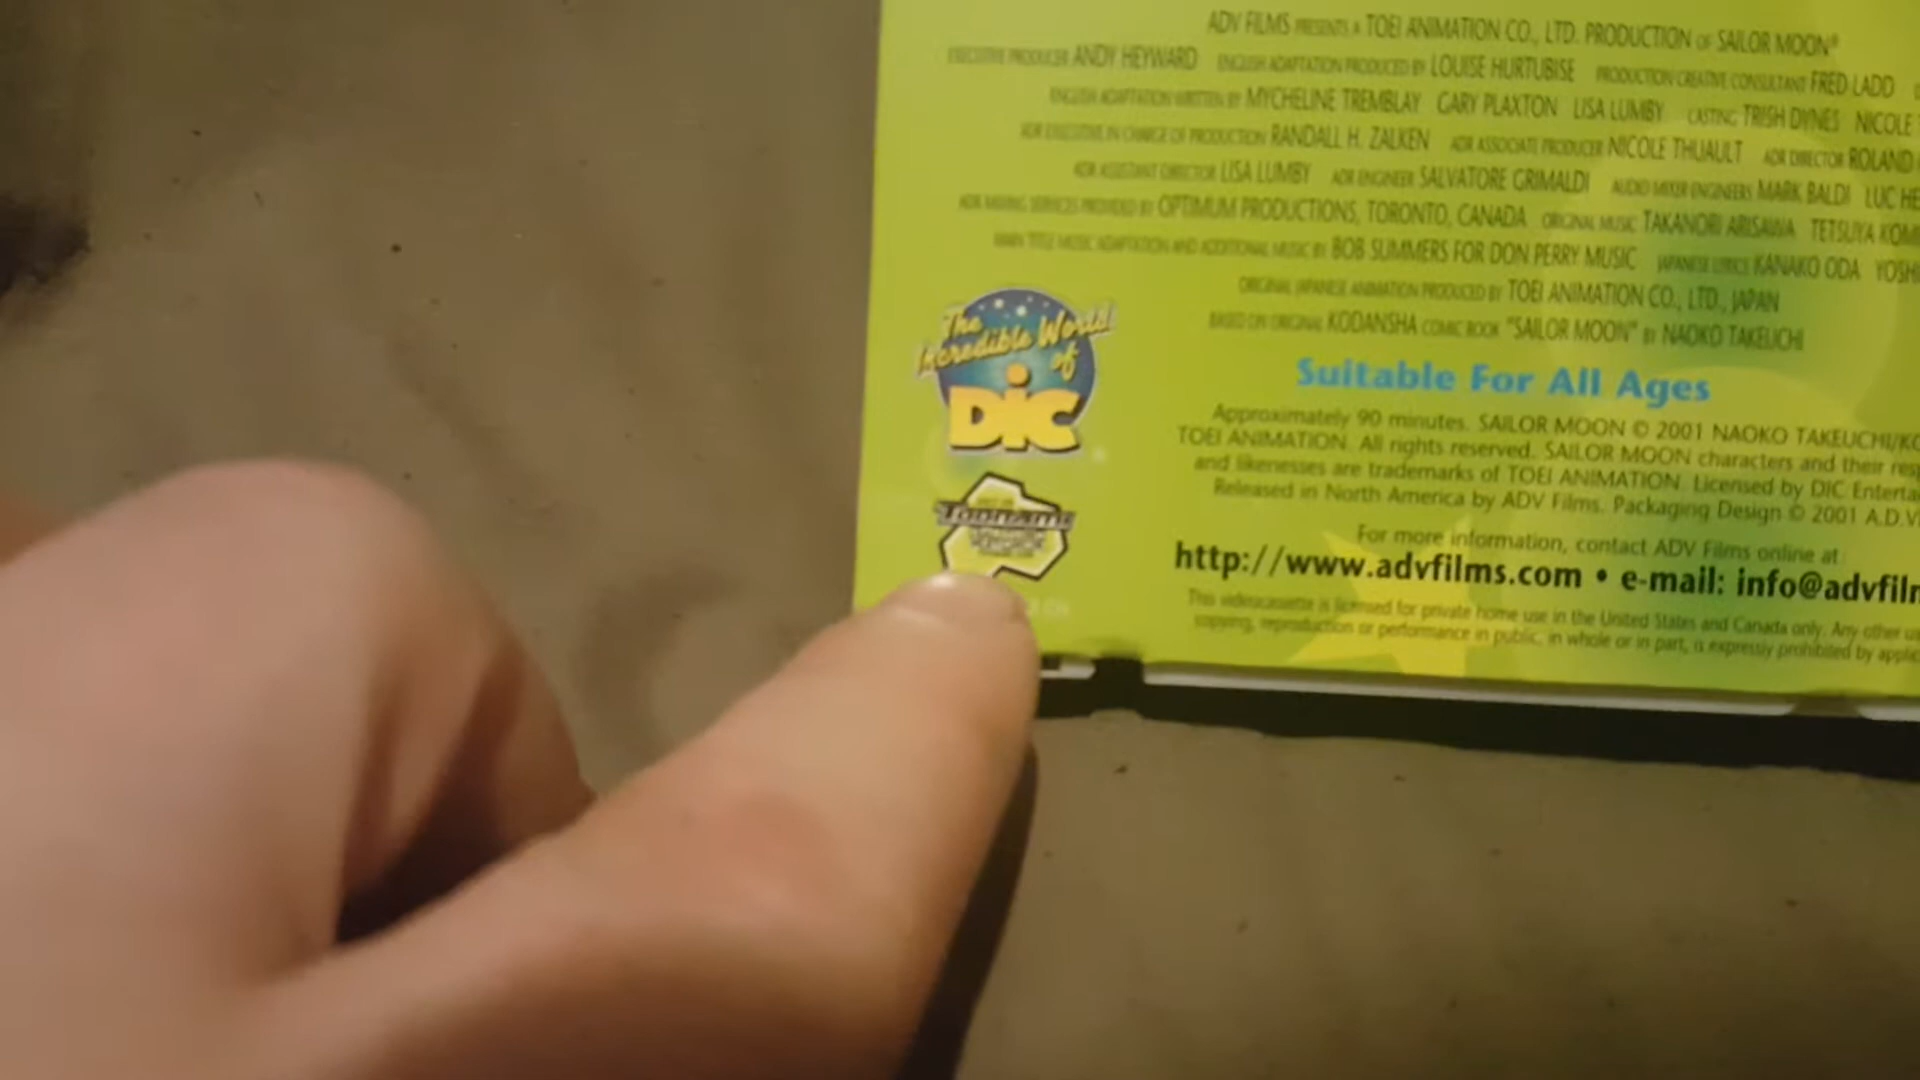 ADV FILMS PRESENTS A TOEI ANIMATION CO., LTD. PRODUCTION OF SAILOR MOON®
EXECUTIVE PRODUCER ANDY HEYWARD ENGLISH ADAPTATION PRODUCED BY LOUISE HURTUBISE PRODUCTION CREATIVE CONSULTANT FRED LADD
ENGLISH ADAPTATION WRITTEN BY MYCHELINE TREMBLAY GARY PLAXTON LISA LUMBY CASTING TRISH DYNES NICOLE
ADR EXECUTIVE IN CHARGE OF PRODUCTION RANDALL H. ZALKEN ADR ASSOCIATE PRODUCER NICOLE THUAULT ADR DIRECTOR ROLAND
ADR ASSISTANT DIRECTOR LISA LUMBY ADR ENGINEER SALVATORE GRIMALDI AUDIO MIXER ENGINEERS MARK BALDI LUC HE
ADR MIXING SERVICES PROVIDED BY OPTIMUM PRODUCTIONS, TORONTO, CANADA ORIGINAL MUSIC TAKANORI ARISAWA TETSUYA KOM
MAIN TITLE MUSIC ADAPTATION AND ADDITIONAL MUSIC BY BOB SUMMERS FOR DON PERRY MUSIC JAPANESE LYRICS KANAKO ODA YOSH
ORIGINAL JAPANESE ANIMATION PRODUCED BY TOEI ANIMATION CO., LTD., JAPAN
BASED ON ORIGINAL KODANSHA COMIC BOOK "SAILOR MOON" BY NAOKO TAKEUCHI
The
Incredible World
of
DiC
TOONAMI
Suitable For All Ages
Approximately 90 minutes. SAILOR MOON © 2001 NAOKO TAKEUCHI/KO
TOEI ANIMATION. All rights reserved. SAILOR MOON characters and their resp
and likenesses are trademarks of TOEI ANIMATION. Licensed by DIC Enterta
Released in North America by ADV Films. Packaging Design © 2001 A.D.V.
For more information, contact ADV Films online at
http://www.advfilms.com • e-mail: info@advfilm
This videocassette is licensed for private home use in the United States and Canada only. Any other u
copying, reproduction or performance in public, in whole or in part, is expressly prohibited by applic